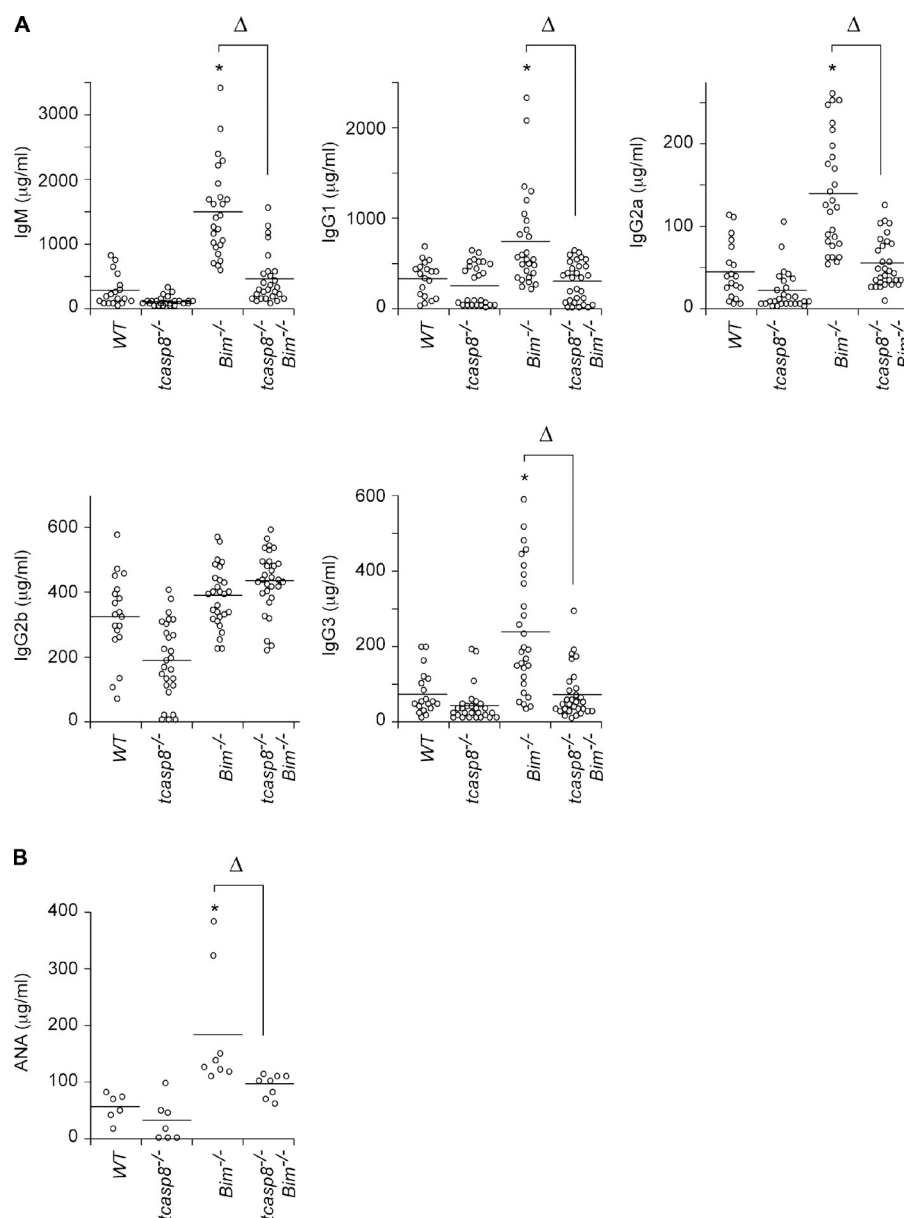 A
Δ
Δ
Δ
*
*
*
IgM (μg/ml)
3000
2000
1000
0
WT
tcasp8-/-
Bim-/-
tcasp8-/-
Bim-/-
IgG1 (μg/ml)
2000
1000
0
WT
tcasp8-/-
Bim-/-
tcasp8-/-
Bim-/-
IgG2a (μg/ml)
200
100
0
WT
tcasp8-/-
Bim-/-
tcasp8-/-
Bim-/-
IgG2b (μg/ml)
600
400
200
0
WT
tcasp8-/-
Bim-/-
tcasp8-/-
Bim-/-
Δ
*
IgG3 (μg/ml)
600
400
200
0
WT
tcasp8-/-
Bim-/-
tcasp8-/-
Bim-/-
B
Δ
*
ANA (μg/ml)
400
300
200
100
0
WT
tcasp8-/-
Bim-/-
tcasp8-/-
Bim-/-